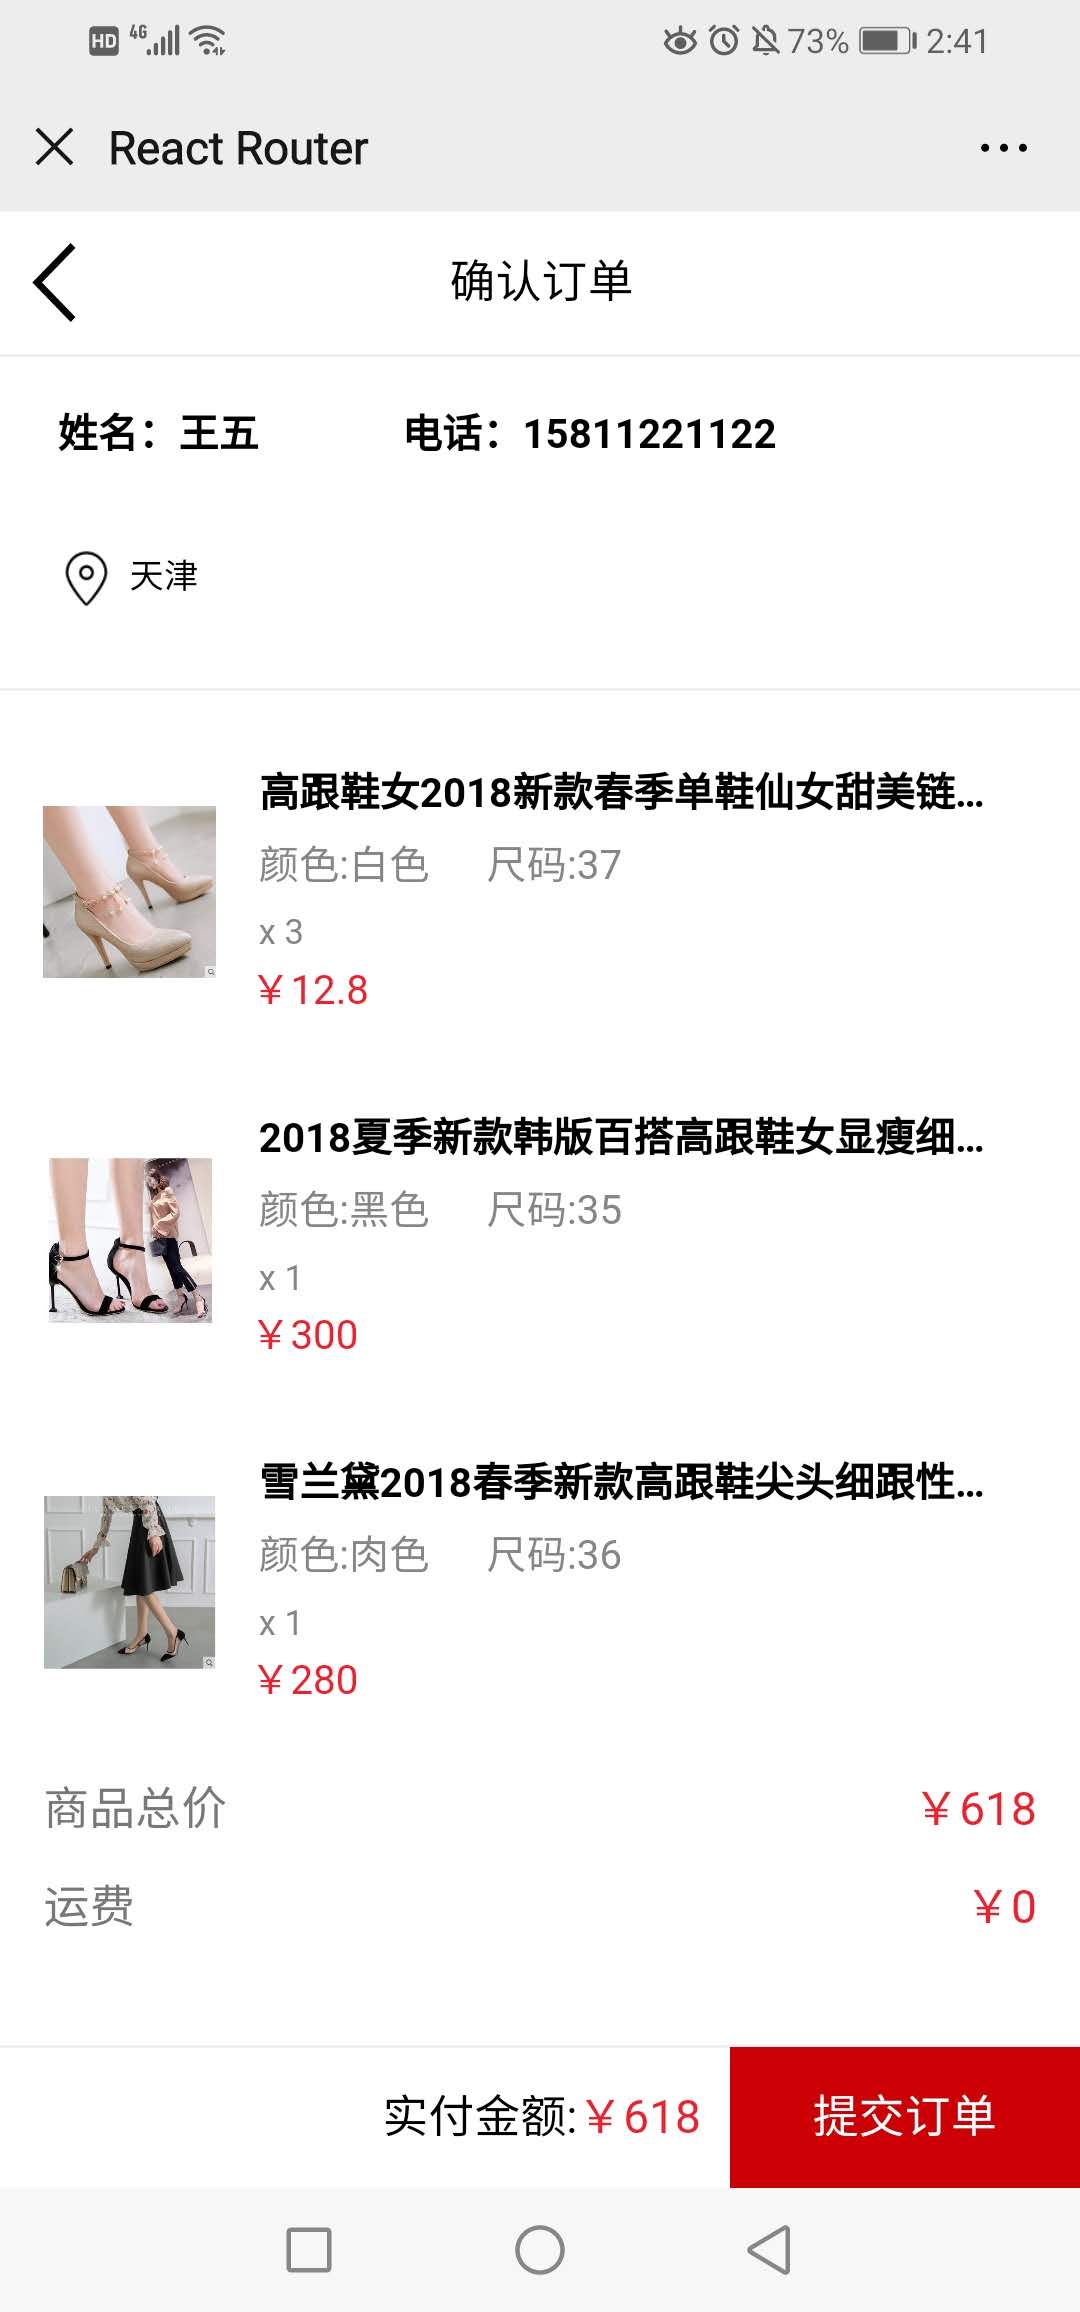 HD 4G 73% 2:41
React Router
确认订单
姓名：王五 电话：15811221122
天津
高跟鞋女2018新款春季单鞋仙女甜美链...
颜色:白色 尺码:37
x 3
￥12.8
2018夏季新款韩版百搭高跟鞋女显瘦细...
颜色:黑色 尺码:35
x 1
￥300
雪兰黛2018春季新款高跟鞋尖头细跟性...
颜色:肉色 尺码:36
x 1
￥280
商品总价 ￥618
运费 ￥0
实付金额:￥618 提交订单